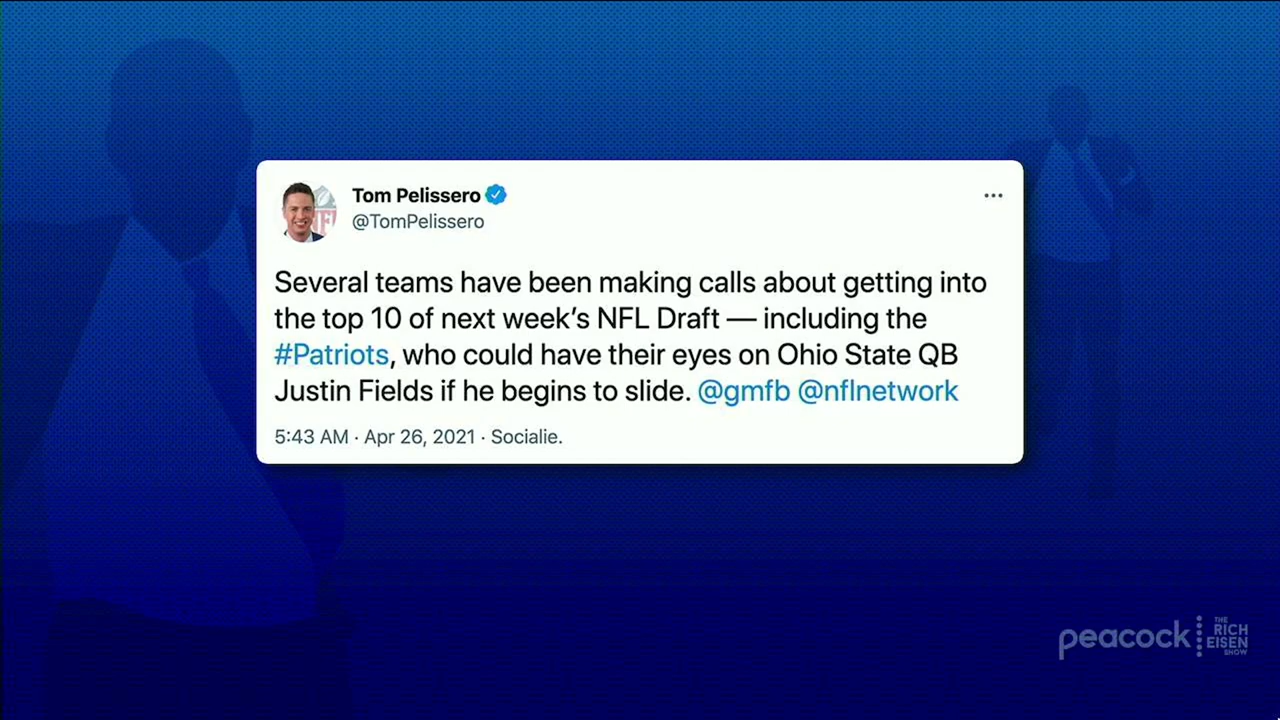 Tom Pelissero
@TomPelissero
Several teams have been making calls about getting into
the top 10 of next week’s NFL Draft — including the
#Patriots, who could have their eyes on Ohio State QB
Justin Fields if he begins to slide. @gmfb @nflnetwork
5:43 AM · Apr 26, 2021 · Socialie.
peacock
THE
RICH
EISEN
SHOW